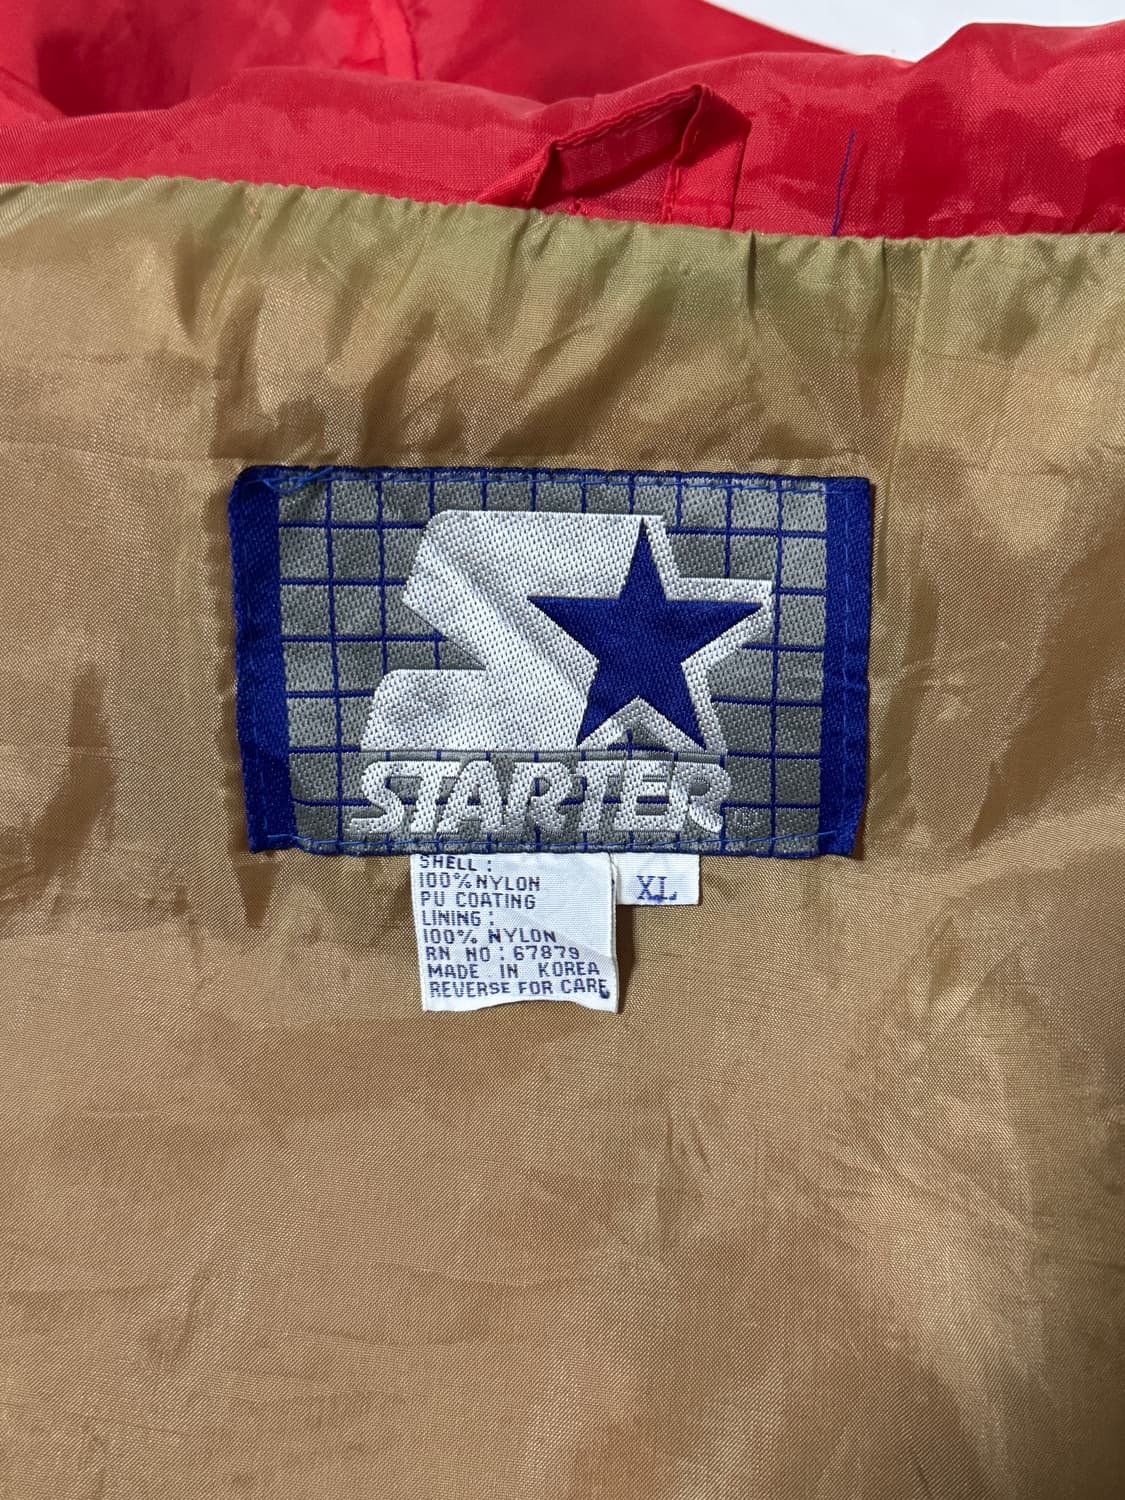 STARTER®
SHELL:
100% NYLON
PU COATING
LINING:
100% NYLON
RN NO: 67879
MADE IN KOREA
REVERSE FOR CARE
XL